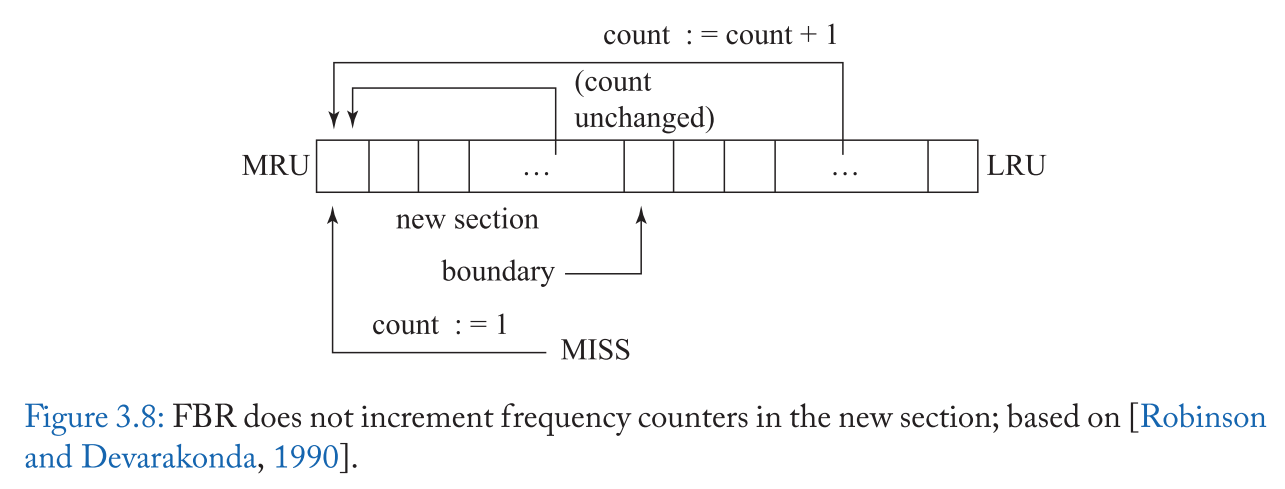 count : = count + 1
(count
unchanged)
MRU
...
...
LRU
new section
boundary
count : = 1
MISS
Figure 3.8: FBR does not increment frequency counters in the new section; based on [Robinson
and Devarakonda, 1990].